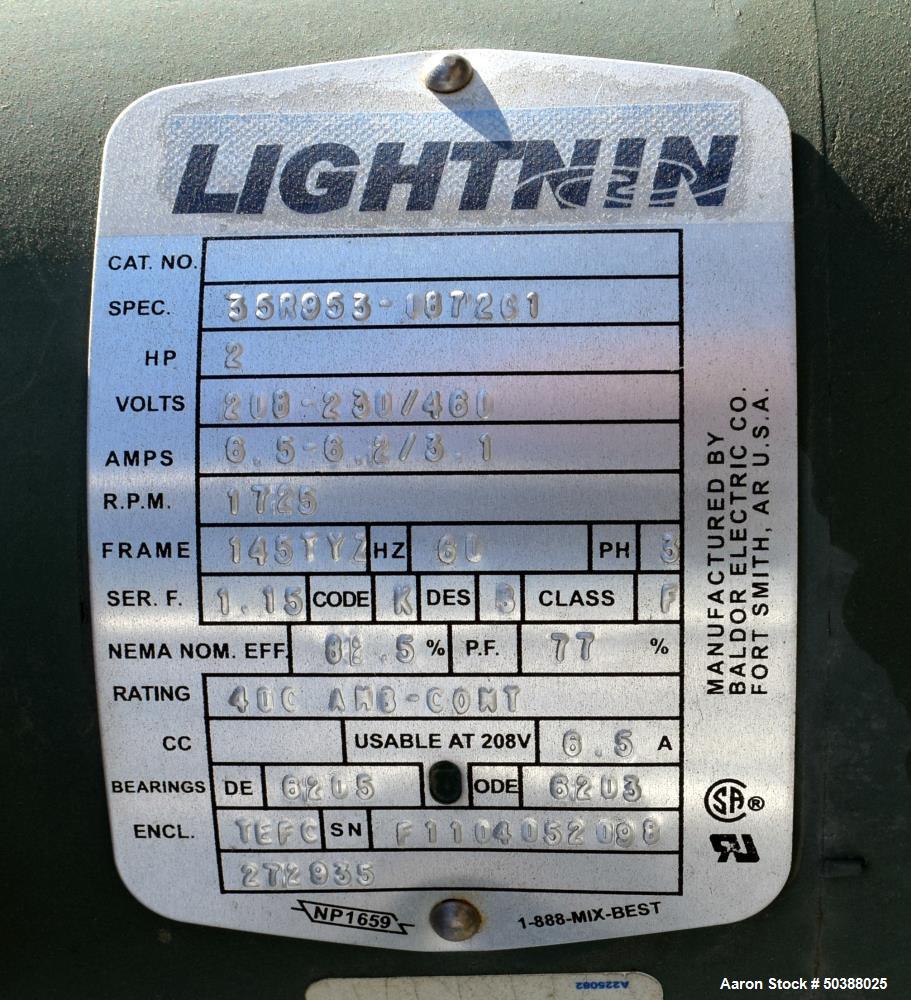 LIGHTNIN
CAT. NO.
SPEC. 35R953-J872G1
HP 2
VOLTS 208-230/460
AMPS 6.5-6.2/3.1
R.P.M. 1725
FRAME 145TYZ HZ 60 PH 3
SER. F. 1.15 CODE K DES B CLASS F
NEMA NOM. EFF. 82.5 % P.F. 77 %
RATING 40C AMB-CONT
CC USABLE AT 208V 6.5 A
BEARINGS DE 6205 ODE 6203
ENCL. TEFC SN F1104052098
272935
NP1659 1-888-MIX-BEST
MANUFACTURED BY
BALDOR ELECTRIC CO.
FORT SMITH, AR U.S.A.
SA ®
A225082
Aaron Stock # 50388025